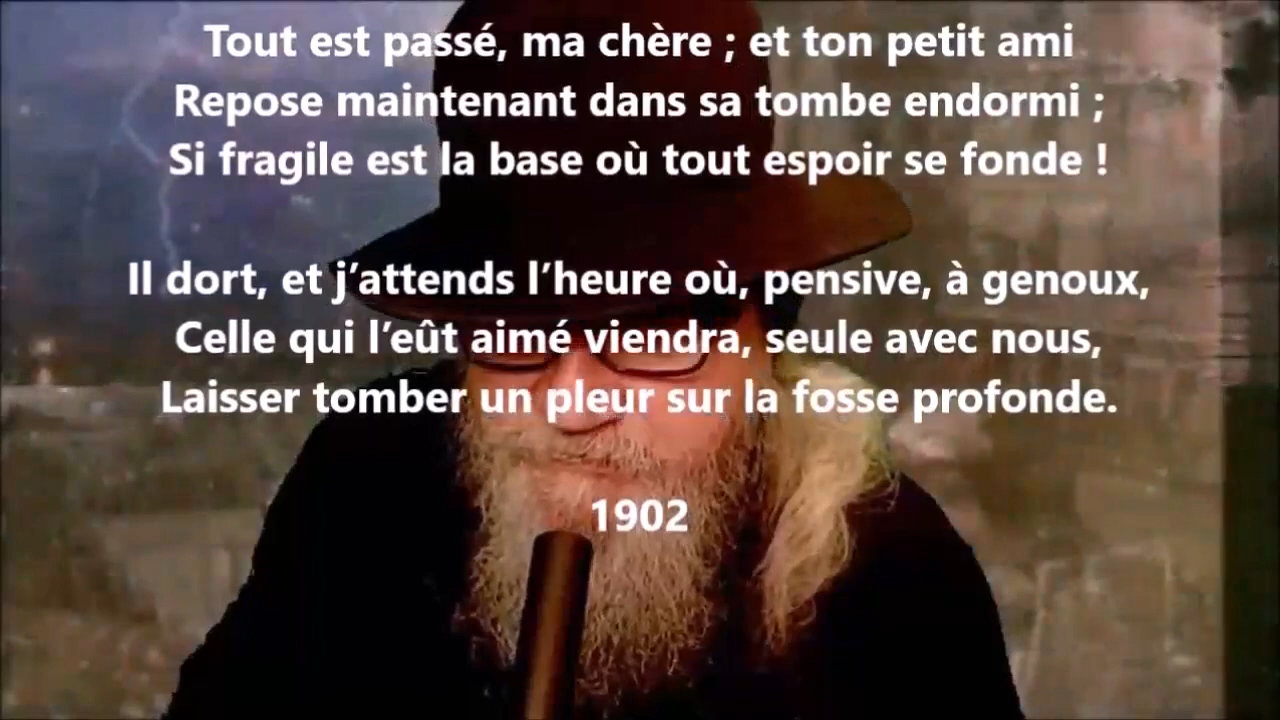 Tout est passé, ma chère ; et ton petit ami
Repose maintenant dans sa tombe endormi ;
Si fragile est la base où tout espoir se fonde !
Il dort, et j’attends l’heure où, pensive, à genoux,
Celle qui l’eût aimé viendra, seule avec nous,
Laisser tomber un pleur sur la fosse profonde.
1902